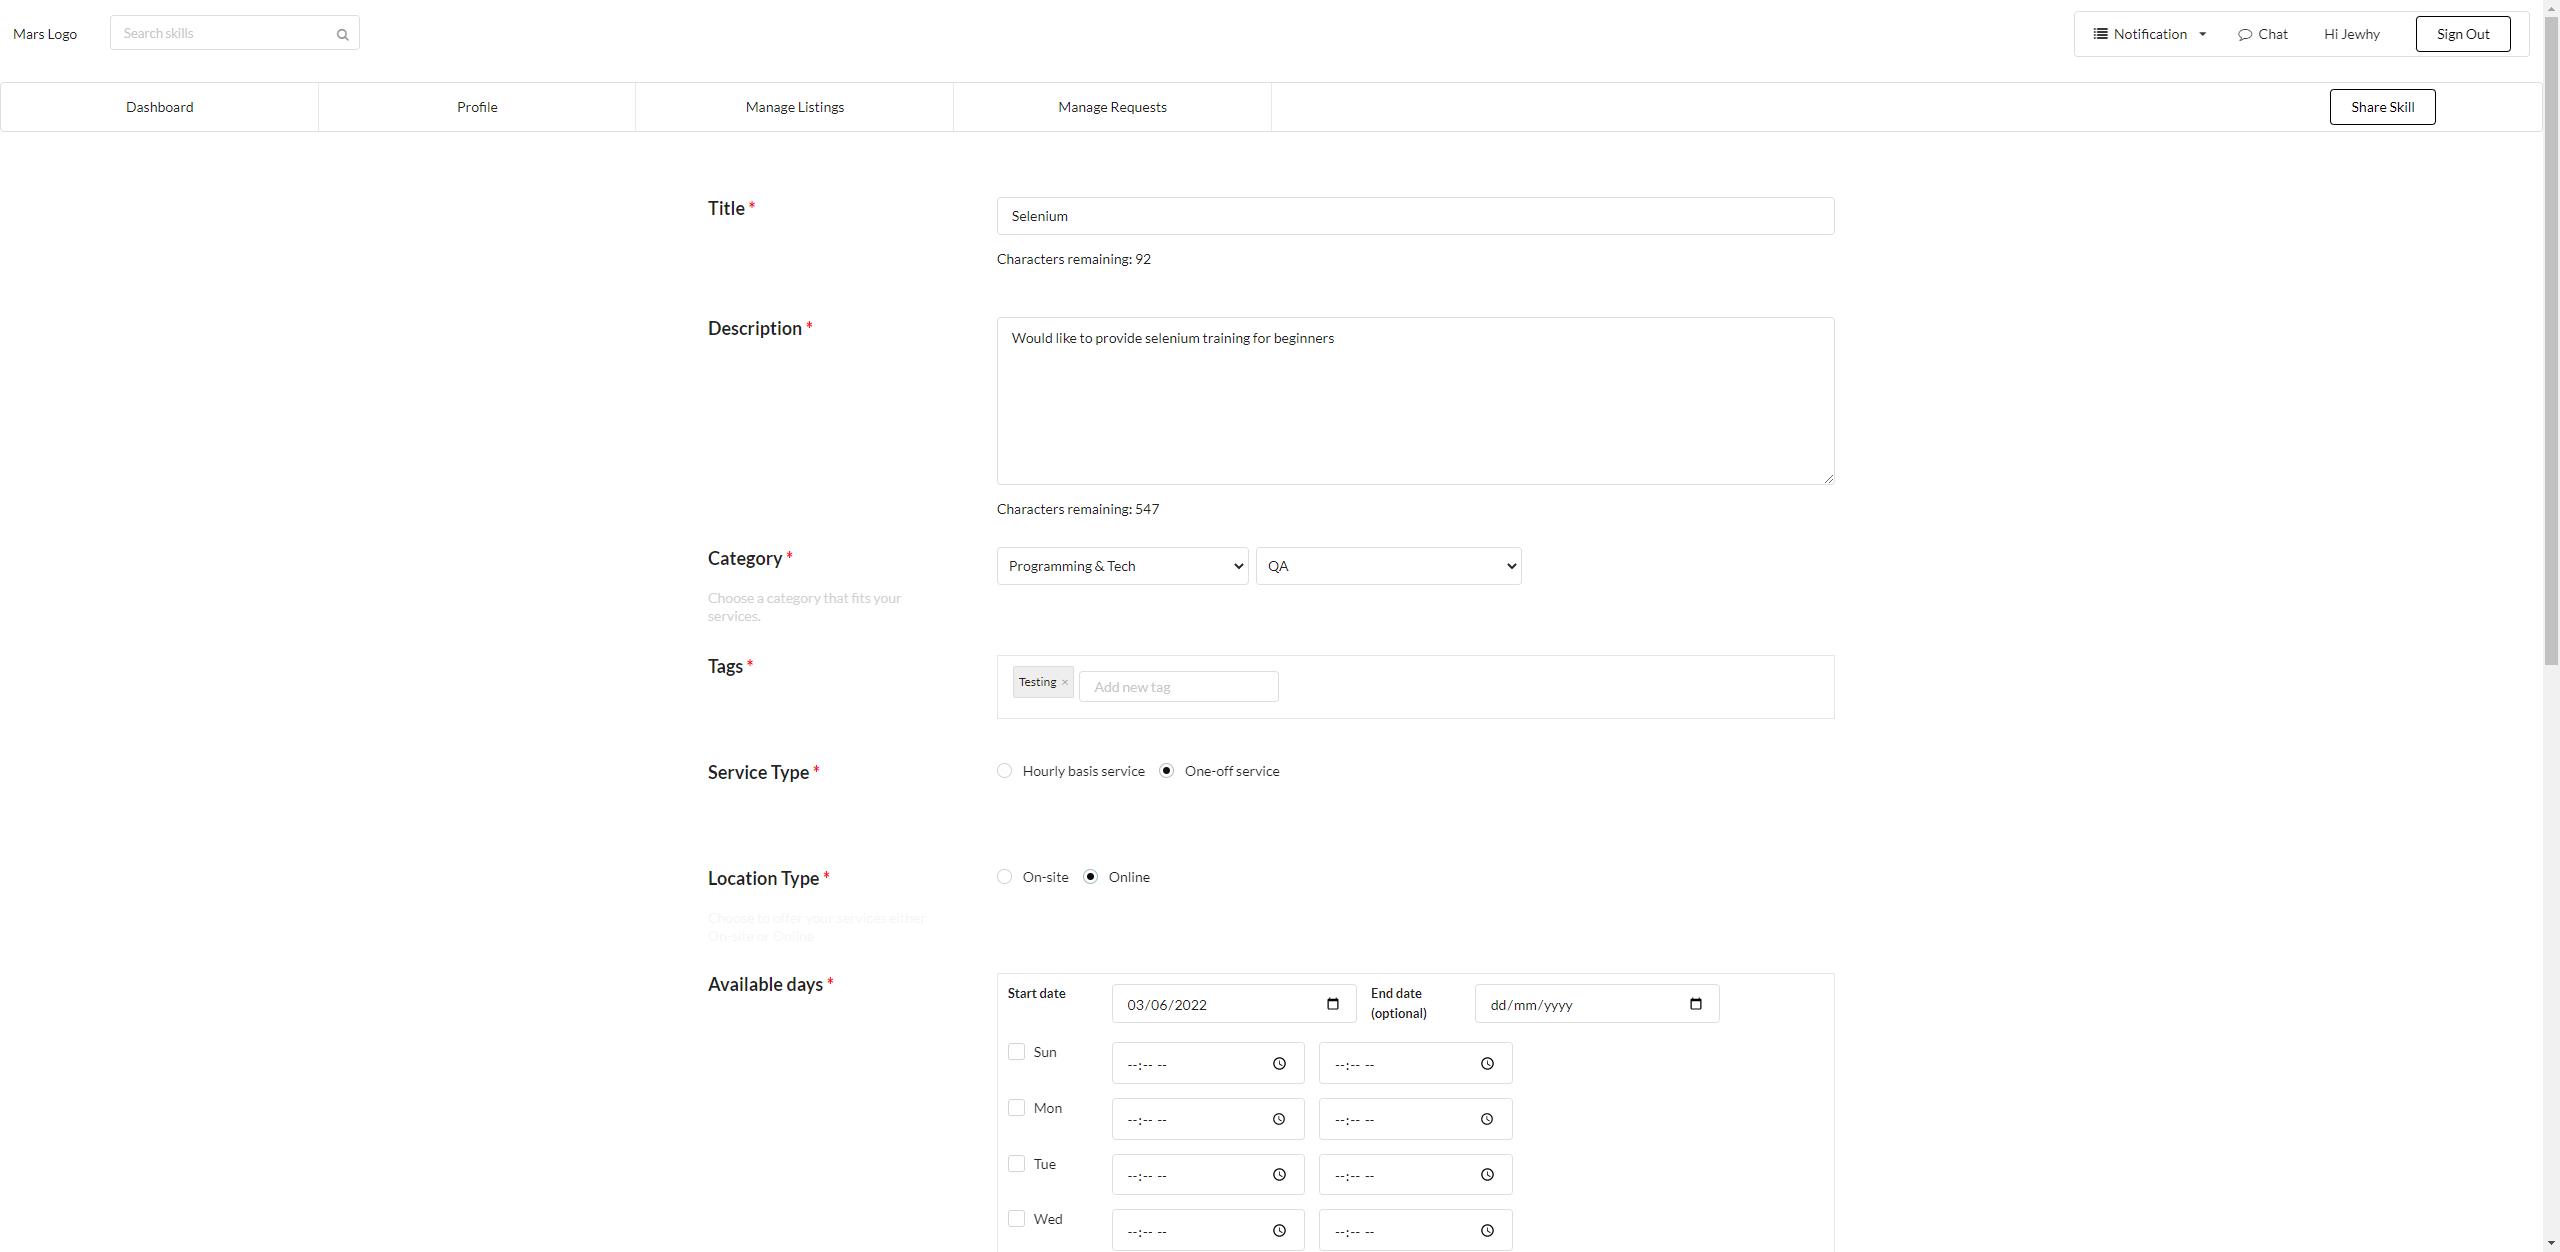 Mars Logo
Search skills
Notification
Chat
Hi Jewhy
Sign Out
Dashboard
Profile
Manage Listings
Manage Requests
Share Skill
Title *
Selenium
Characters remaining: 92
Description *
Would like to provide selenium training for beginners
Characters remaining: 547
Category *
Programming & Tech
QA
Choose a category that fits your
services.
Tags *
Testing ×
Add new tag
Service Type *
Hourly basis service
One-off service
Location Type *
On-site
Online
Choose to offer your services either
On-site or Online
Available days *
Start date
03/06/2022
End date
(optional)
dd/mm/yyyy
Sun
--:-- --
--:-- --
Mon
--:-- --
--:-- --
Tue
--:-- --
--:-- --
Wed
--:-- --
--:-- --